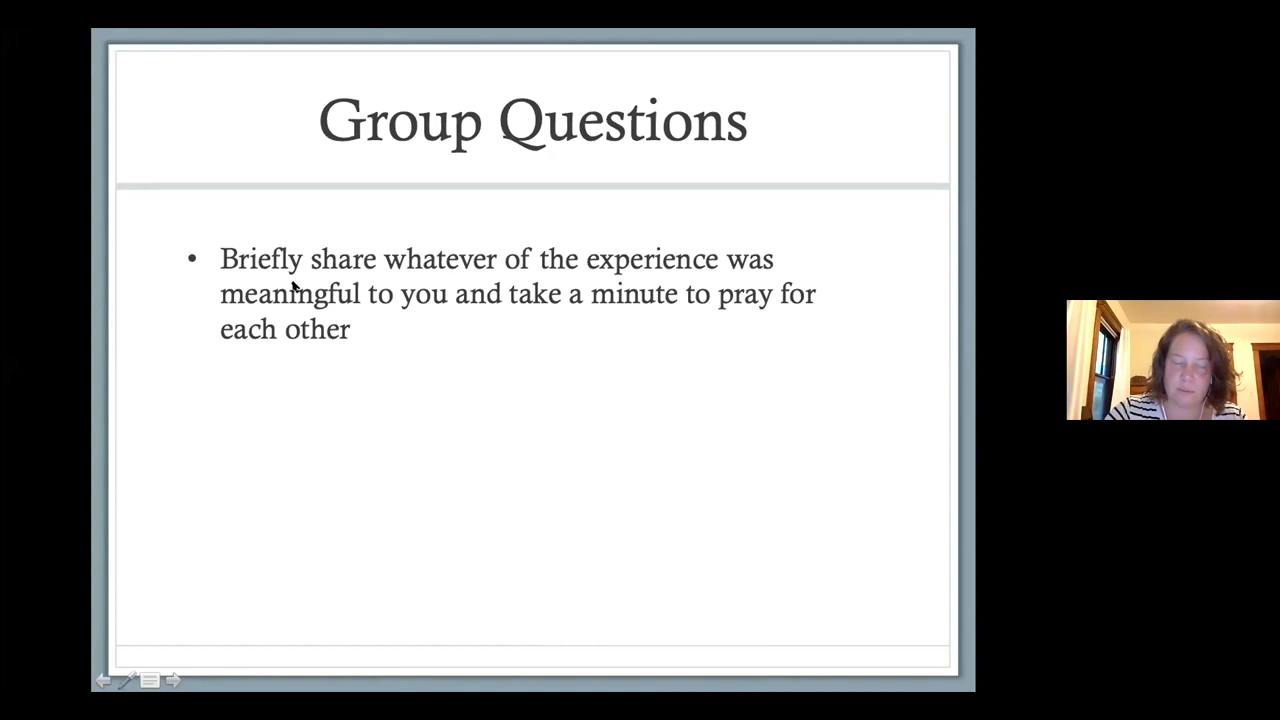 Group Questions
• Briefly share whatever of the experience was
meaningful to you and take a minute to pray for
each other